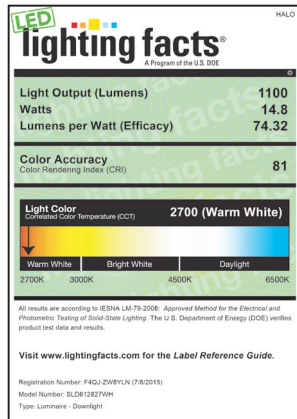 HALO
LED
lighting facts®
A Program of the U.S. DOE
Light Output (Lumens) 1100
Watts 14.8
Lumens per Watt (Efficacy) 74.32
Color Accuracy
Color Rendering Index (CRI) 81
Light Color
Correlated Color Temperature (CCT) 2700 (Warm White)
Warm White Bright White Daylight
2700K 3000K 4500K 6500K
All results are according to IESNA LM-79-2008: Approved Method for the Electrical and
Photometric Testing of Solid-State Lighting. The U.S. Department of Energy (DOE) verifies
product test data and results.
Visit www.lightingfacts.com for the Label Reference Guide.
Registration Number: F4QJ-ZW8YLN (7/8/2015)
Model Number: SLD612827WH
Type: Luminaire - Downlight